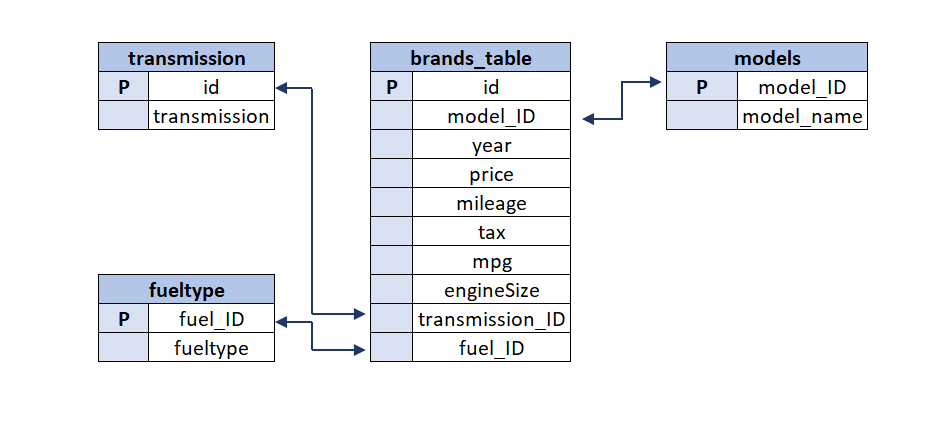 transmission
P id
transmission
brands_table
P id
model_ID
year
price
mileage
tax
mpg
engineSize
transmission_ID
fuel_ID
models
P model_ID
model_name
fueltype
P fuel_ID
fueltype